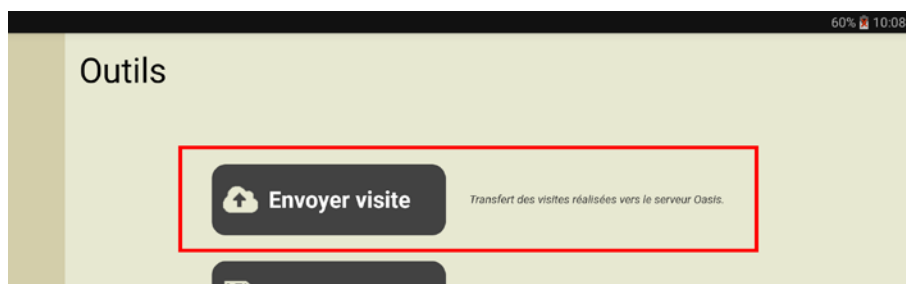 60% 10:08
Outils
Envoyer visite
Transfert des visites réalisées vers le serveur Oasis.